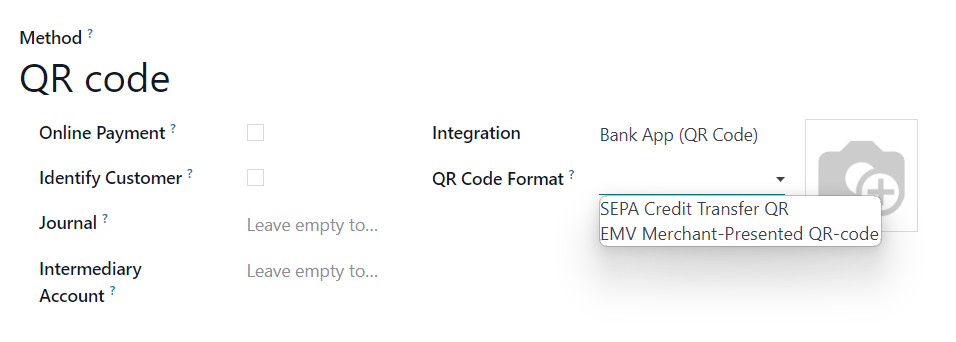 Method ?
QR code
Online Payment ?
Integration
Bank App (QR Code)
Identify Customer ?
QR Code Format ?
SEPA Credit Transfer QR
EMV Merchant-Presented QR-code
Journal ?
Leave empty to...
Intermediary
Account ?
Leave empty to...